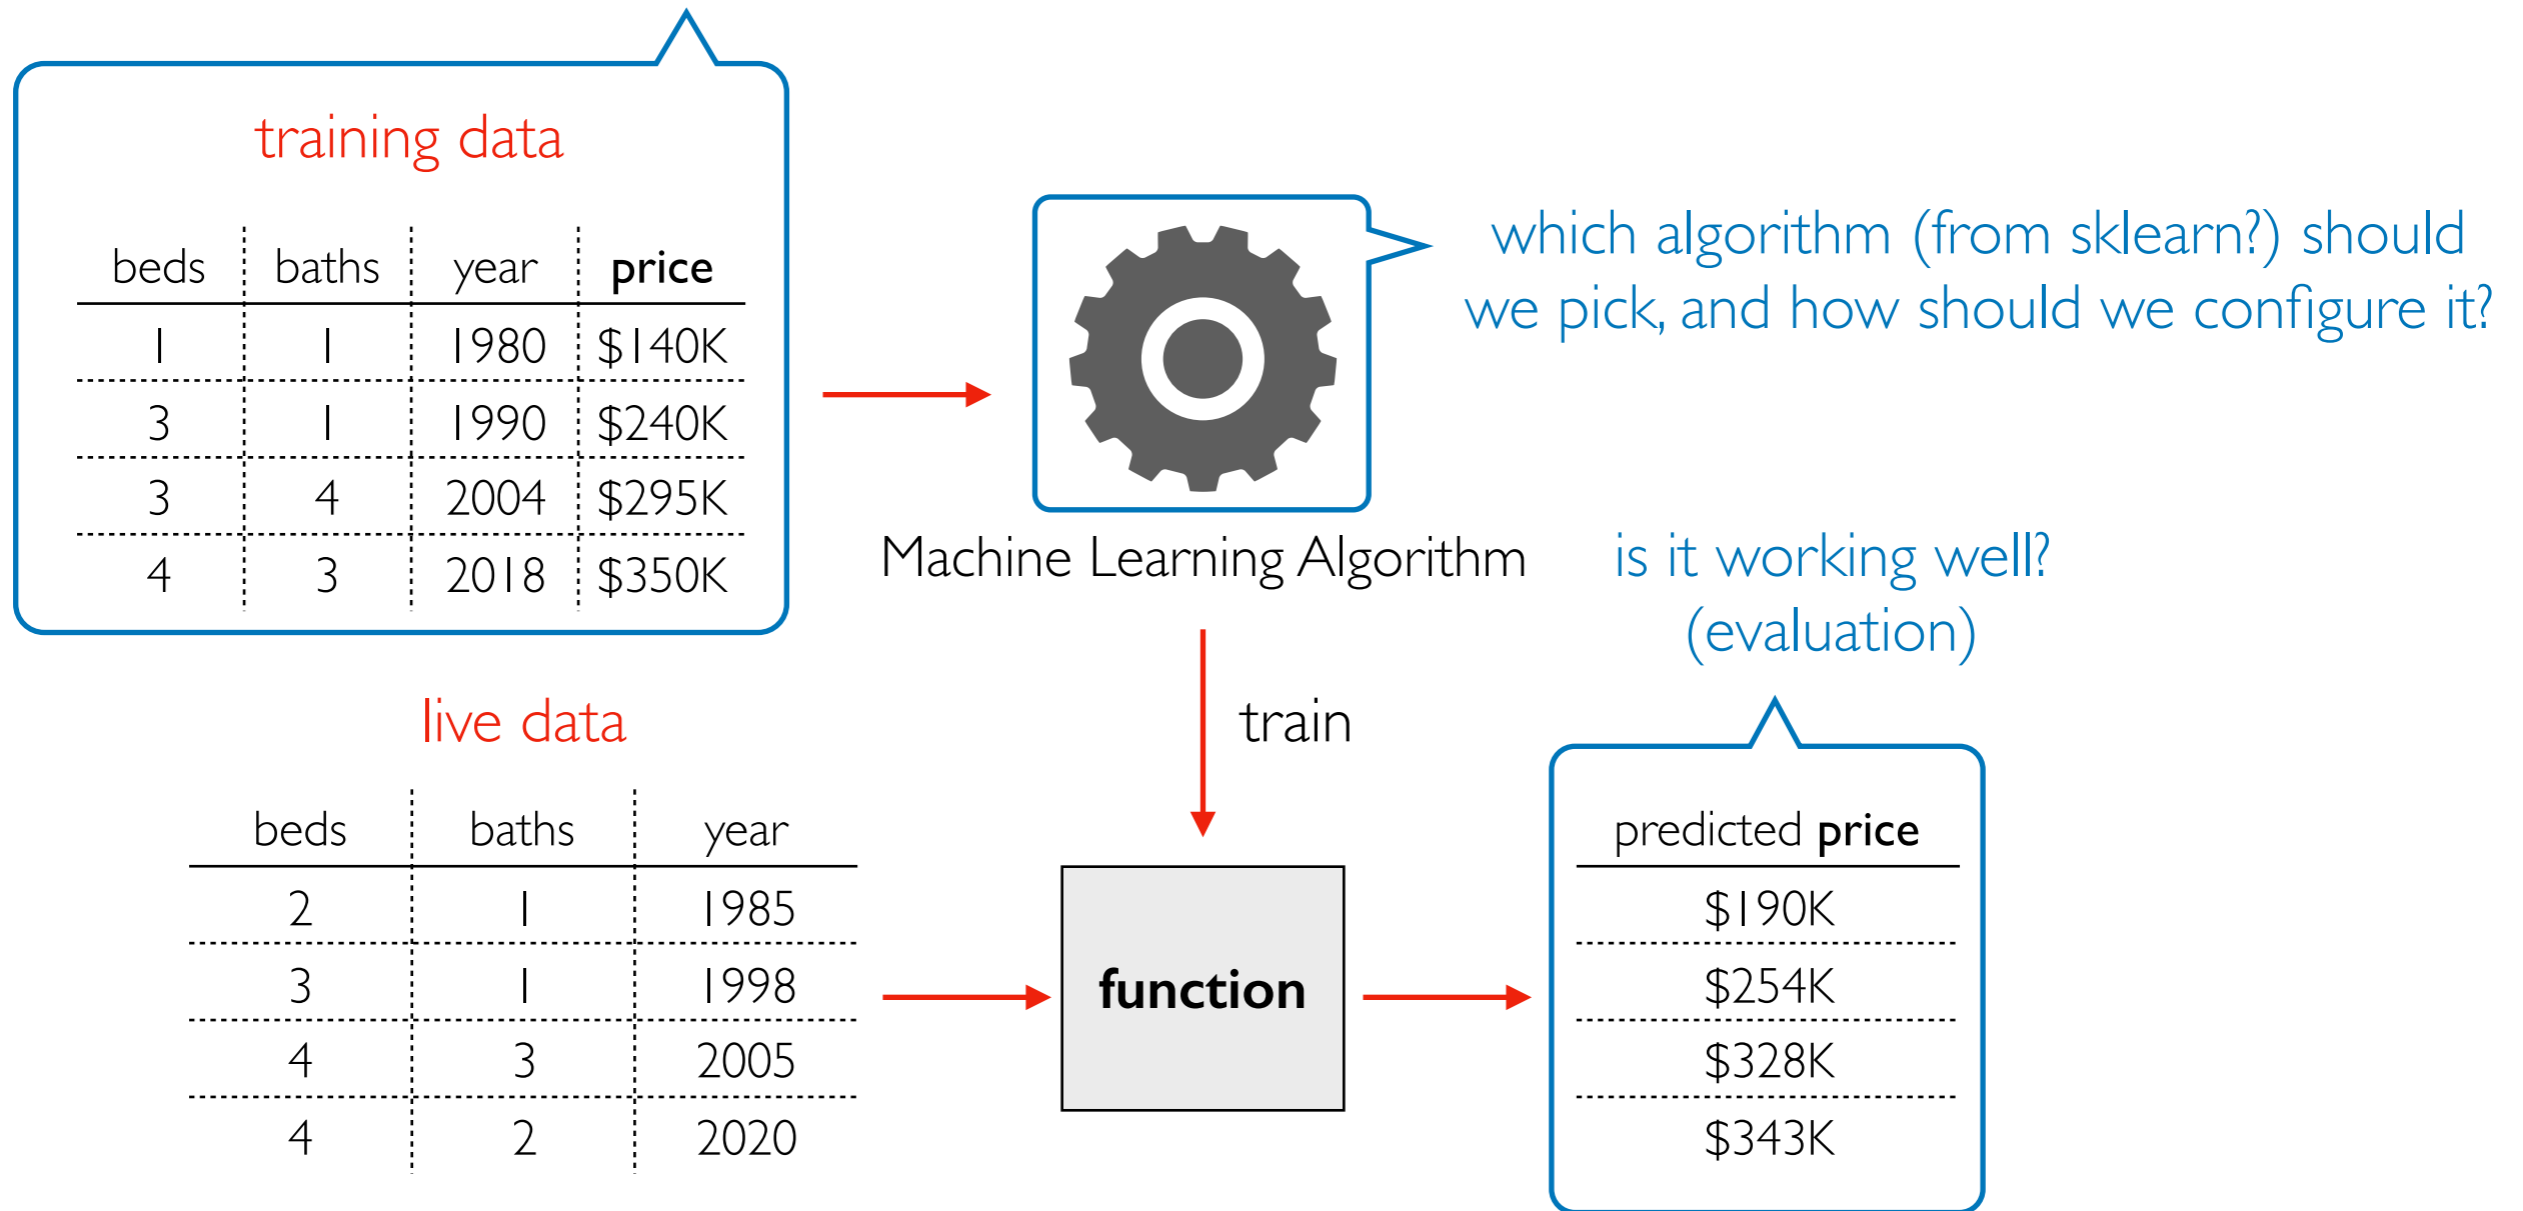 training data
beds baths year price
1 1 1980 $140K
3 1 1990 $240K
3 4 2004 $295K
4 3 2018 $350K
which algorithm (from sklearn?) should
we pick, and how should we configure it?
Machine Learning Algorithm
is it working well?
(evaluation)
train
live data
beds baths year
2 1 1985
3 1 1998
4 3 2005
4 2 2020
function
predicted price
$190K
$254K
$328K
$343K